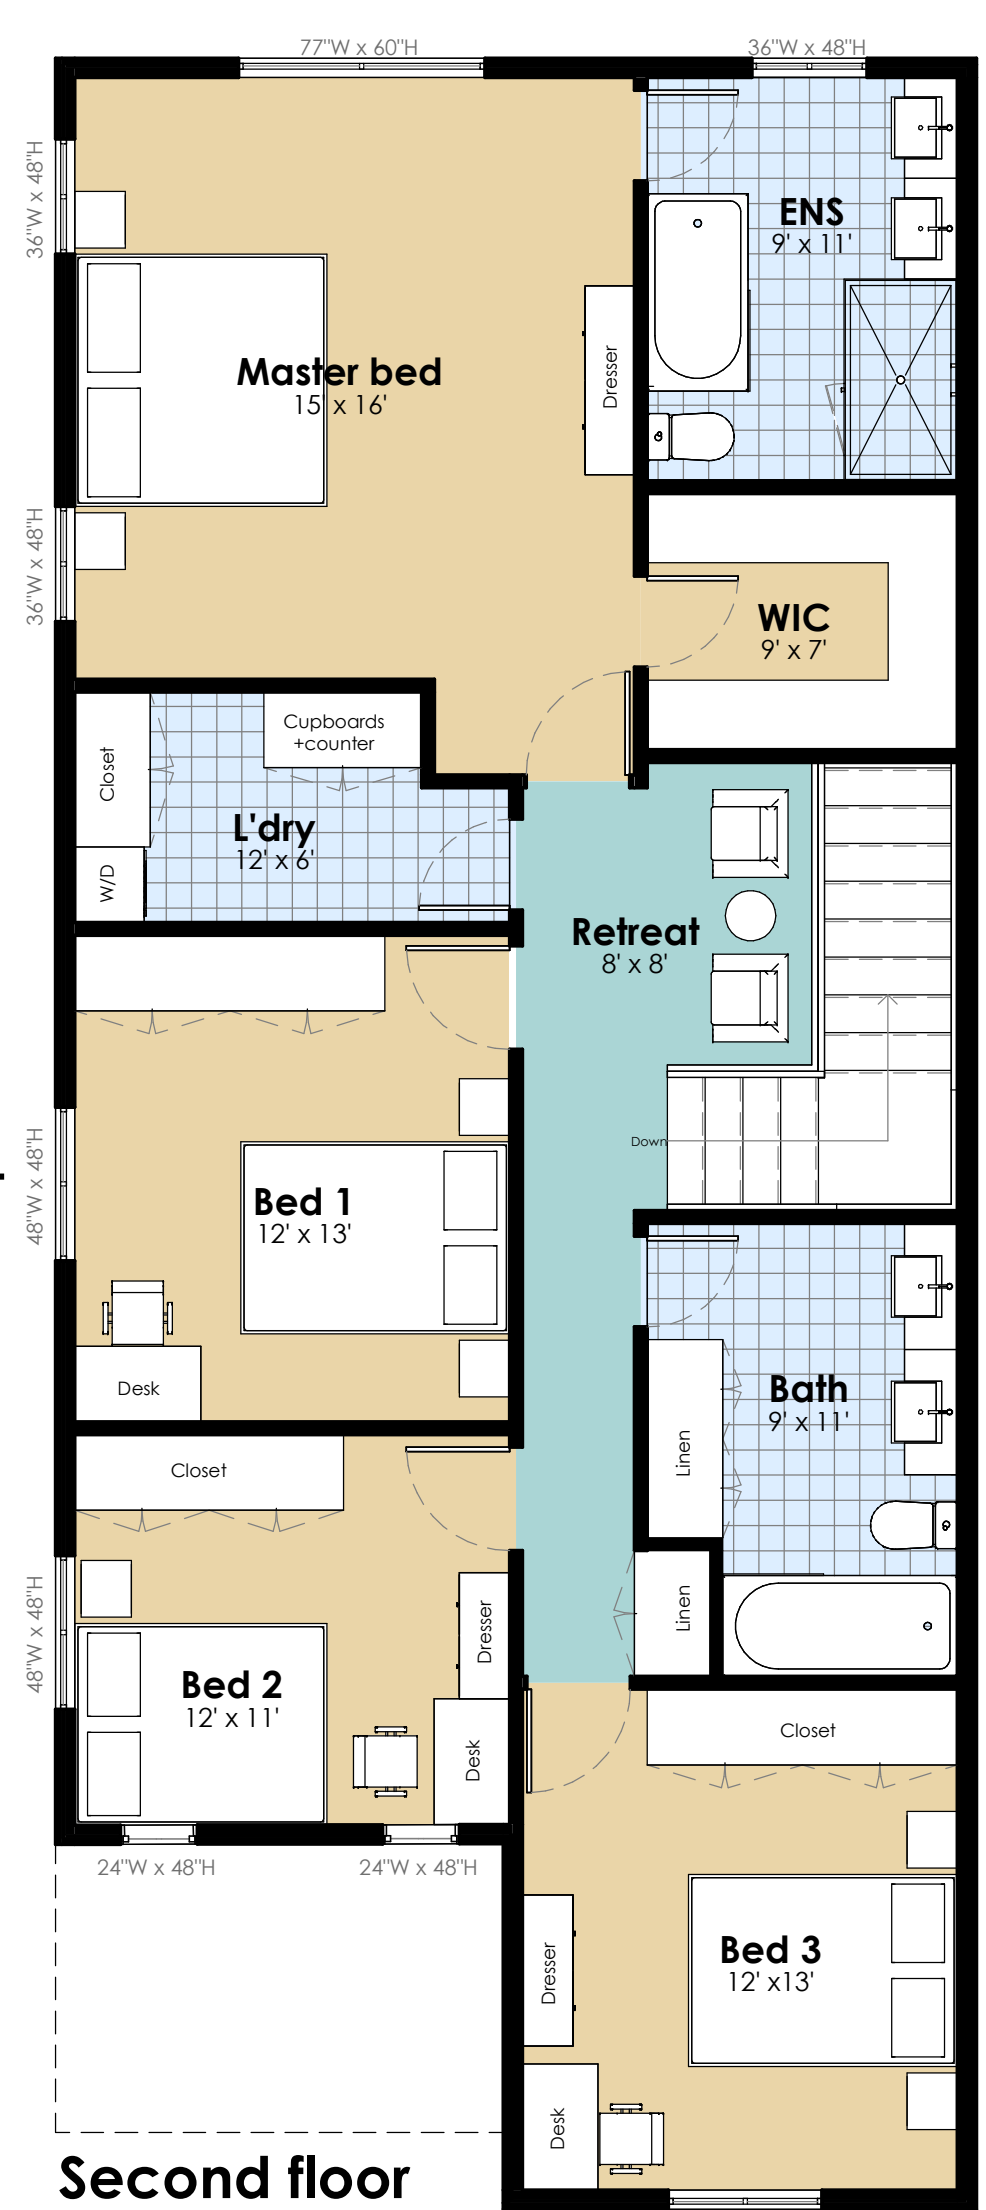 77"W x 60"H
36"W x 48"H
36"W x 48"H
ENS
9' x 11'
Master bed
15' x 16'
Dresser
36"W x 48"H
WIC
9' x 7'
Cupboards
+counter
Closet
L'dry
12' x 6'
W/D
Retreat
8' x 8'
Down
48"W x 48"H
Bed 1
12' x 13'
Desk
Bath
9' x 11'
Linen
Closet
48"W x 48"H
Linen
Dresser
Bed 2
12' x 11'
Desk
Closet
24"W x 48"H
24"W x 48"H
Bed 3
12' x13'
Dresser
Desk
Second floor